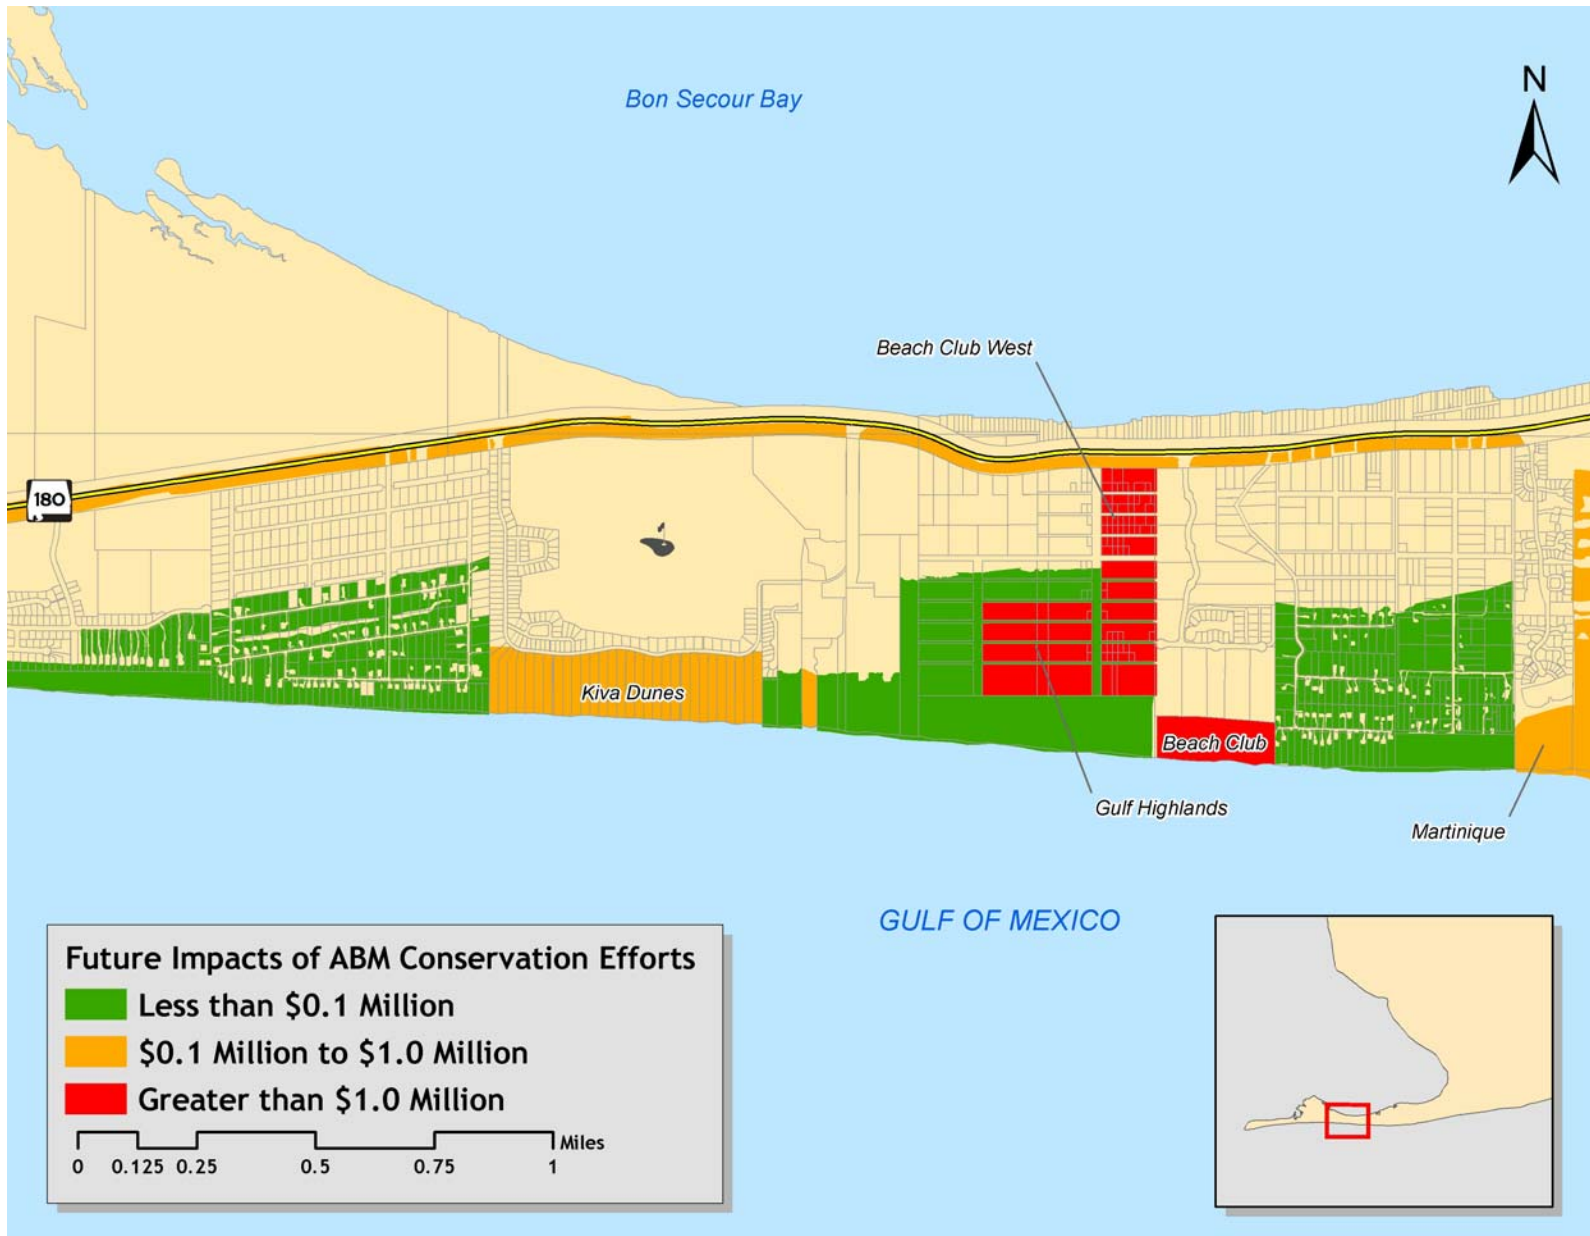 Bon Secour Bay
N
Beach Club West
180
Kiva Dunes
Beach Club
Gulf Highlands
Martinique
GULF OF MEXICO
Future Impacts of ABM Conservation Efforts
Less than $0.1 Million
$0.1 Million to $1.0 Million
Greater than $1.0 Million
Miles
0 0.125 0.25 0.5 0.75 1